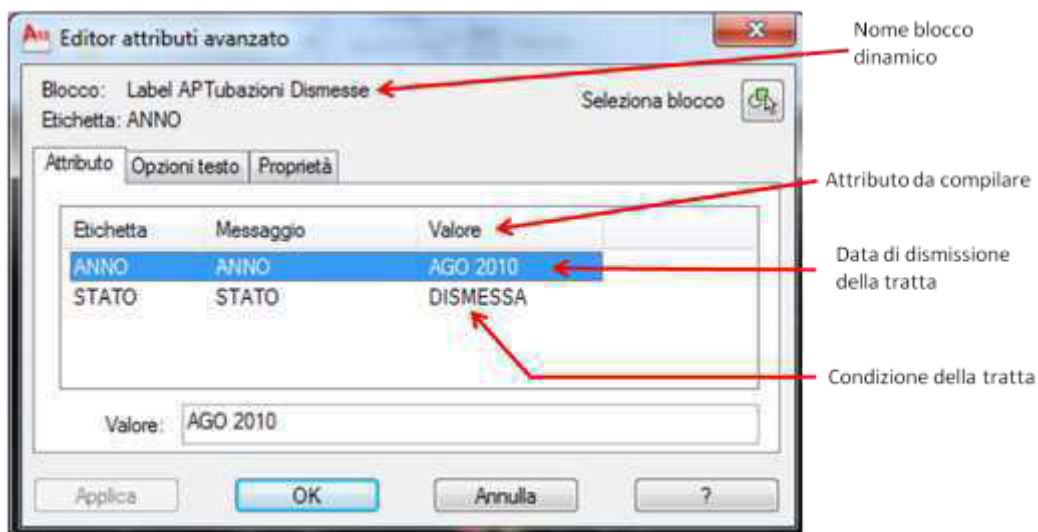 Editor attributi avanzato
Nome blocco
dinamico
Blocco: Label APTubazioni Dismesse
Seleziona blocco
Etichetta: ANNO
Attributo Opzioni testo Proprietà
Attributo da compilare
Etichetta Messaggio Valore
ANNO ANNO AGO 2010
Data di dismissione
della tratta
STATO STATO DISMESSA
Condizione della tratta
Valore: AGO 2010
Applica OK Annulla ?